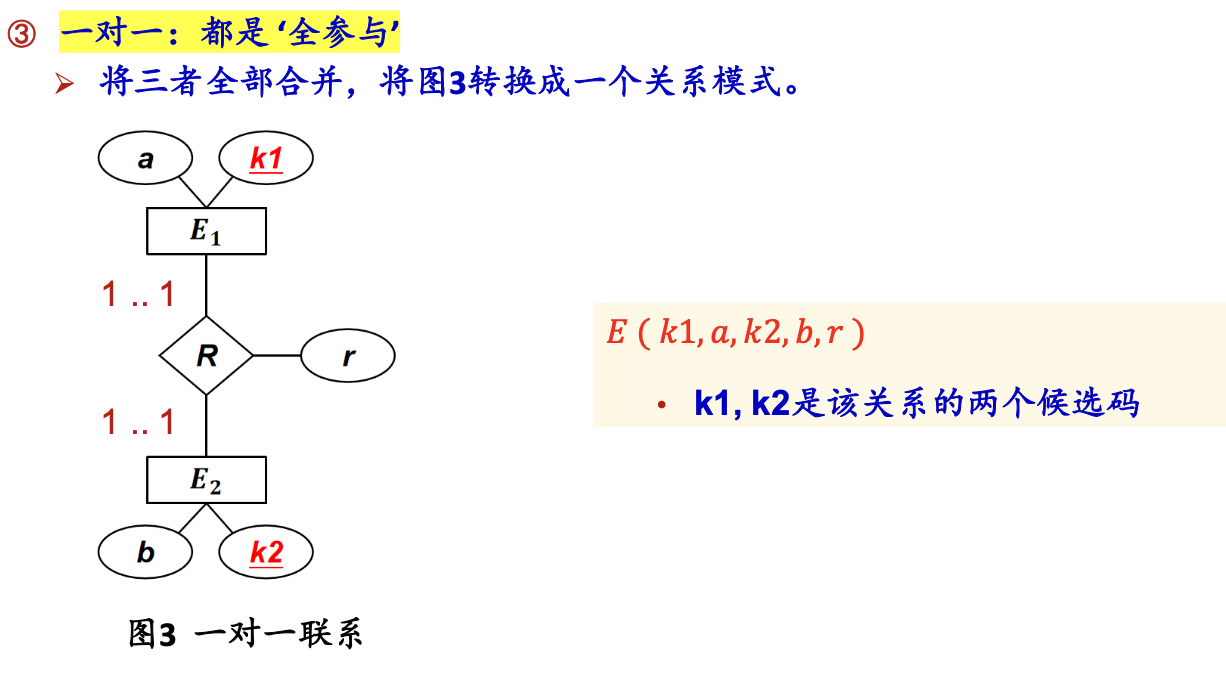 ③ 一对一：都是 ‘全参与’
➢ 将三者全部合并，将图3转换成一个关系模式。
a k1
E₁
1 .. 1
R r
E ( k1, a, k2, b, r )
• k1, k2是该关系的两个候选码
1 .. 1
E₂
b k2
图3 一对一联系